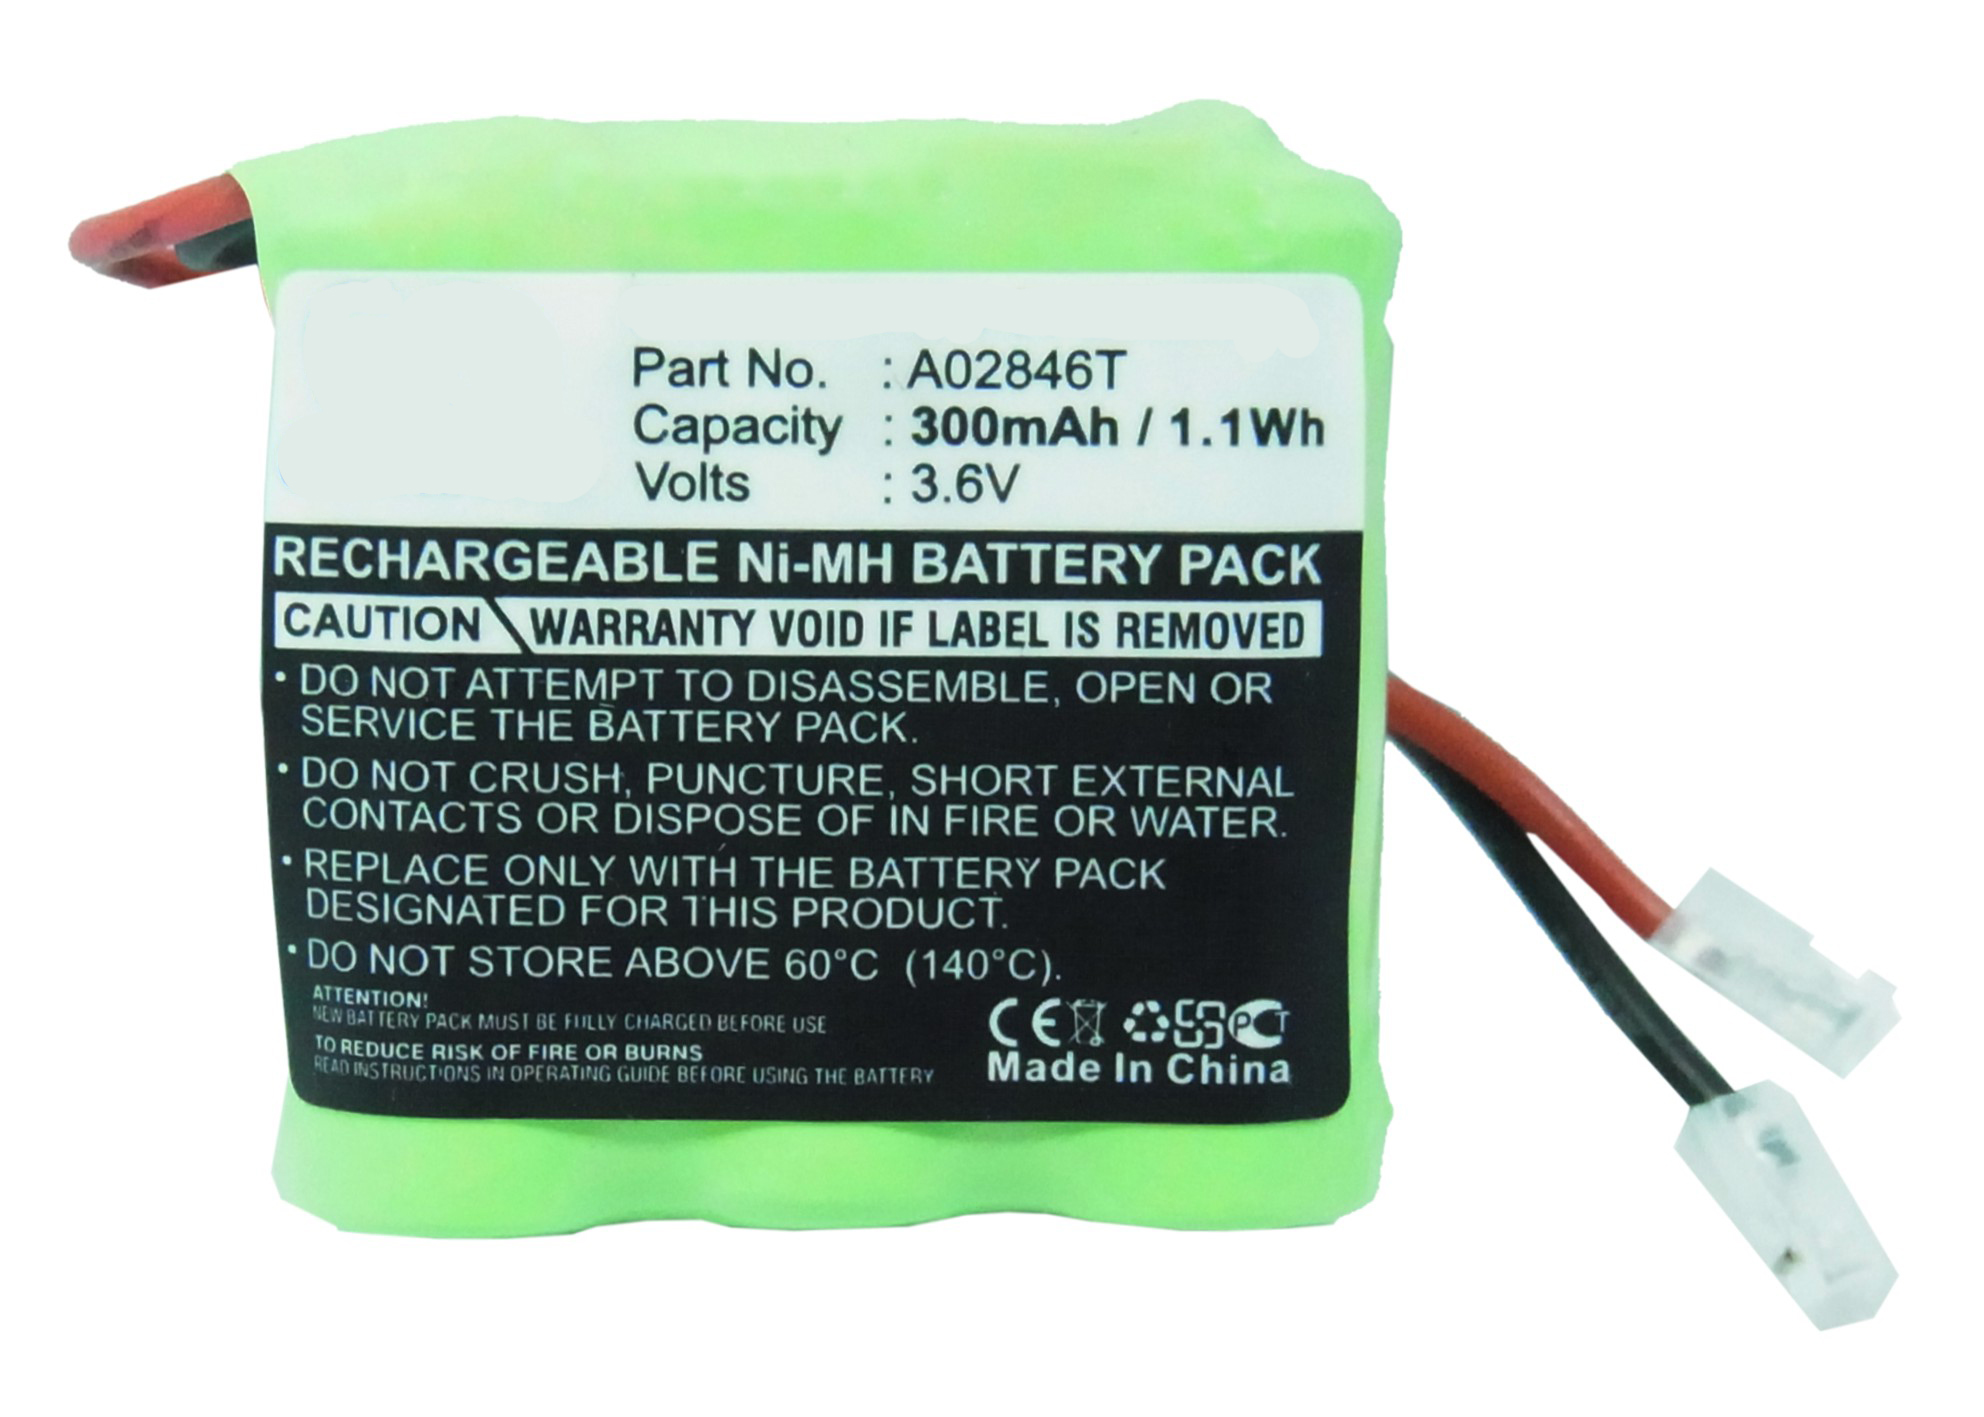 Part No. : A02846T
Capacity : 300mAh / 1.1Wh
Volts : 3.6V
RECHARGEABLE Ni-MH BATTERY PACK
CAUTION WARRANTY VOID IF LABEL IS REMOVED
• DO NOT ATTEMPT TO DISASSEMBLE, OPEN OR
SERVICE THE BATTERY PACK.
• DO NOT CRUSH, PUNCTURE, SHORT EXTERNAL
CONTACTS OR DISPOSE OF IN FIRE OR WATER.
• REPLACE ONLY WITH THE BATTERY PACK
DESIGNATED FOR THIS PRODUCT.
• DO NOT STORE ABOVE 60°C (140°C).
ATTENTION!
NEW BATTERY PACK MUST BE FULLY CHARGED BEFORE USE
TO REDUCE RISK OF FIRE OR BURNS
READ INSTRUCTIONS IN OPERATING GUIDE BEFORE USING THE BATTERY
CE PCT
Made In China